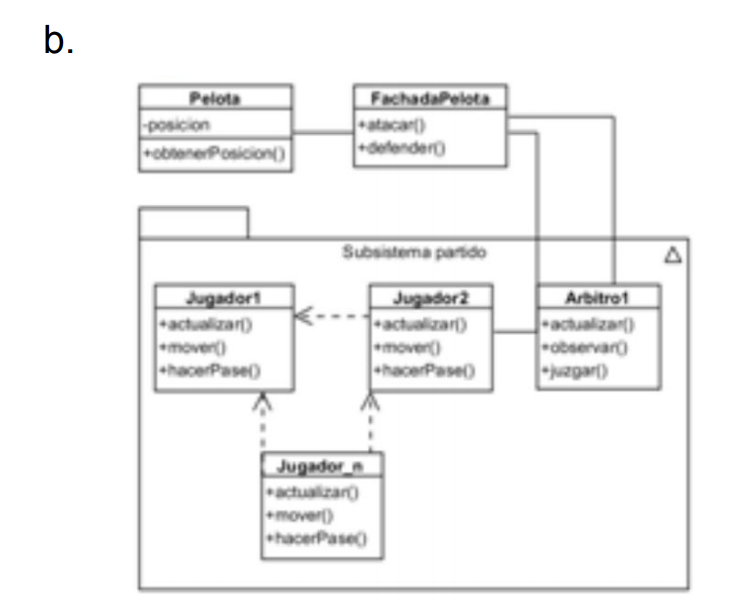 b.
Pelota
-posicion
+obtenerPosicion()
FachadaPelota
+atacar()
+defender()
Subsistema partido
Jugador1
+actualizar()
+mover()
+hacerPase()
Jugador2
+actualizar()
+mover()
+hacerPase()
Arbitro1
+actualizar()
+observar()
+juzgar()
Jugador_n
+actualizar()
+mover()
+hacerPase()